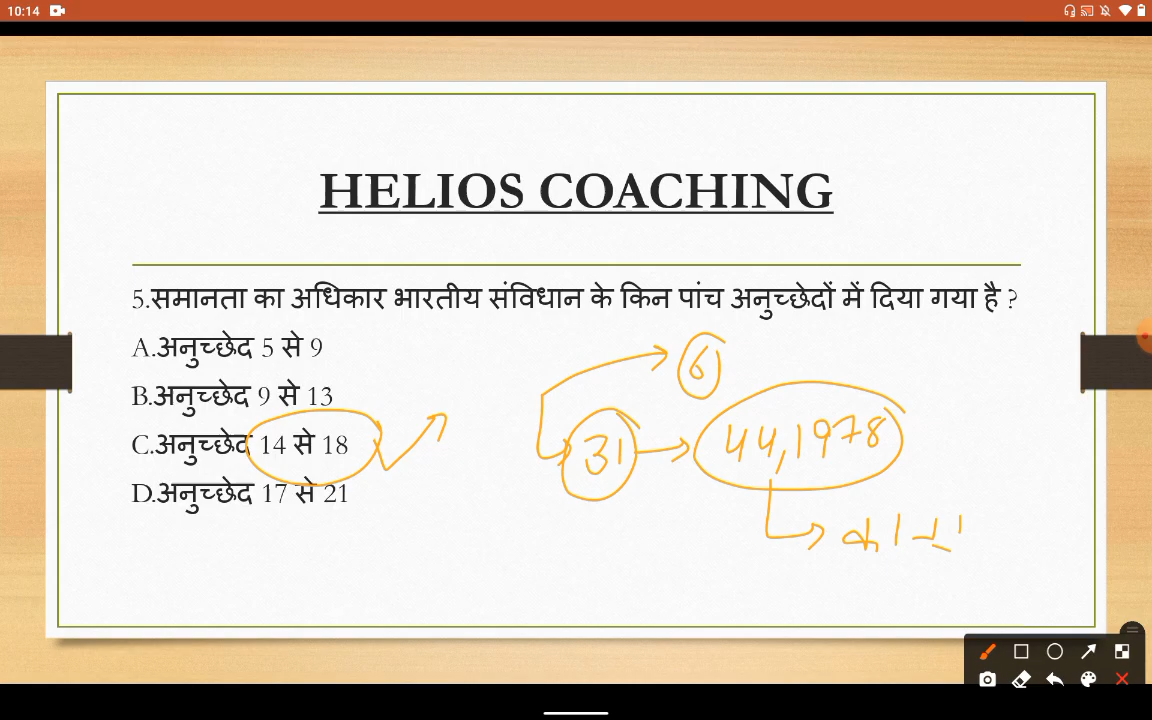 10:14
HELIOS COACHING
5.समानता का अधिकार भारतीय संविधान के किन पांच अनुच्छेदों में दिया गया है ?
A.अनुच्छेद 5 से 9
B.अनुच्छेद 9 से 13
C.अनुच्छेद 14 से 18
D.अनुच्छेद 17 से 21
6
31
44,1978